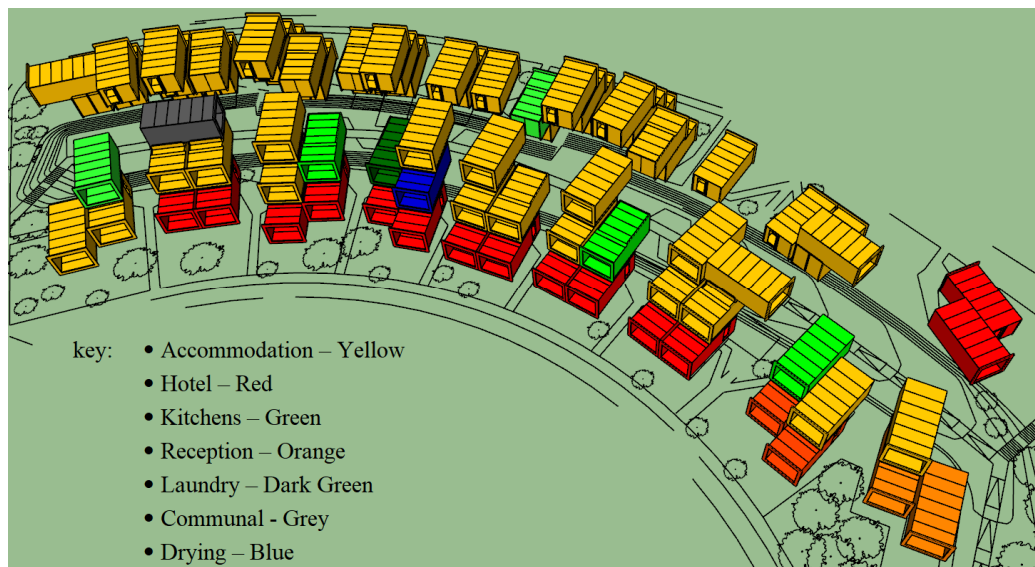 key: • Accommodation – Yellow
• Hotel – Red
• Kitchens – Green
• Reception – Orange
• Laundry – Dark Green
• Communal - Grey
• Drying – Blue